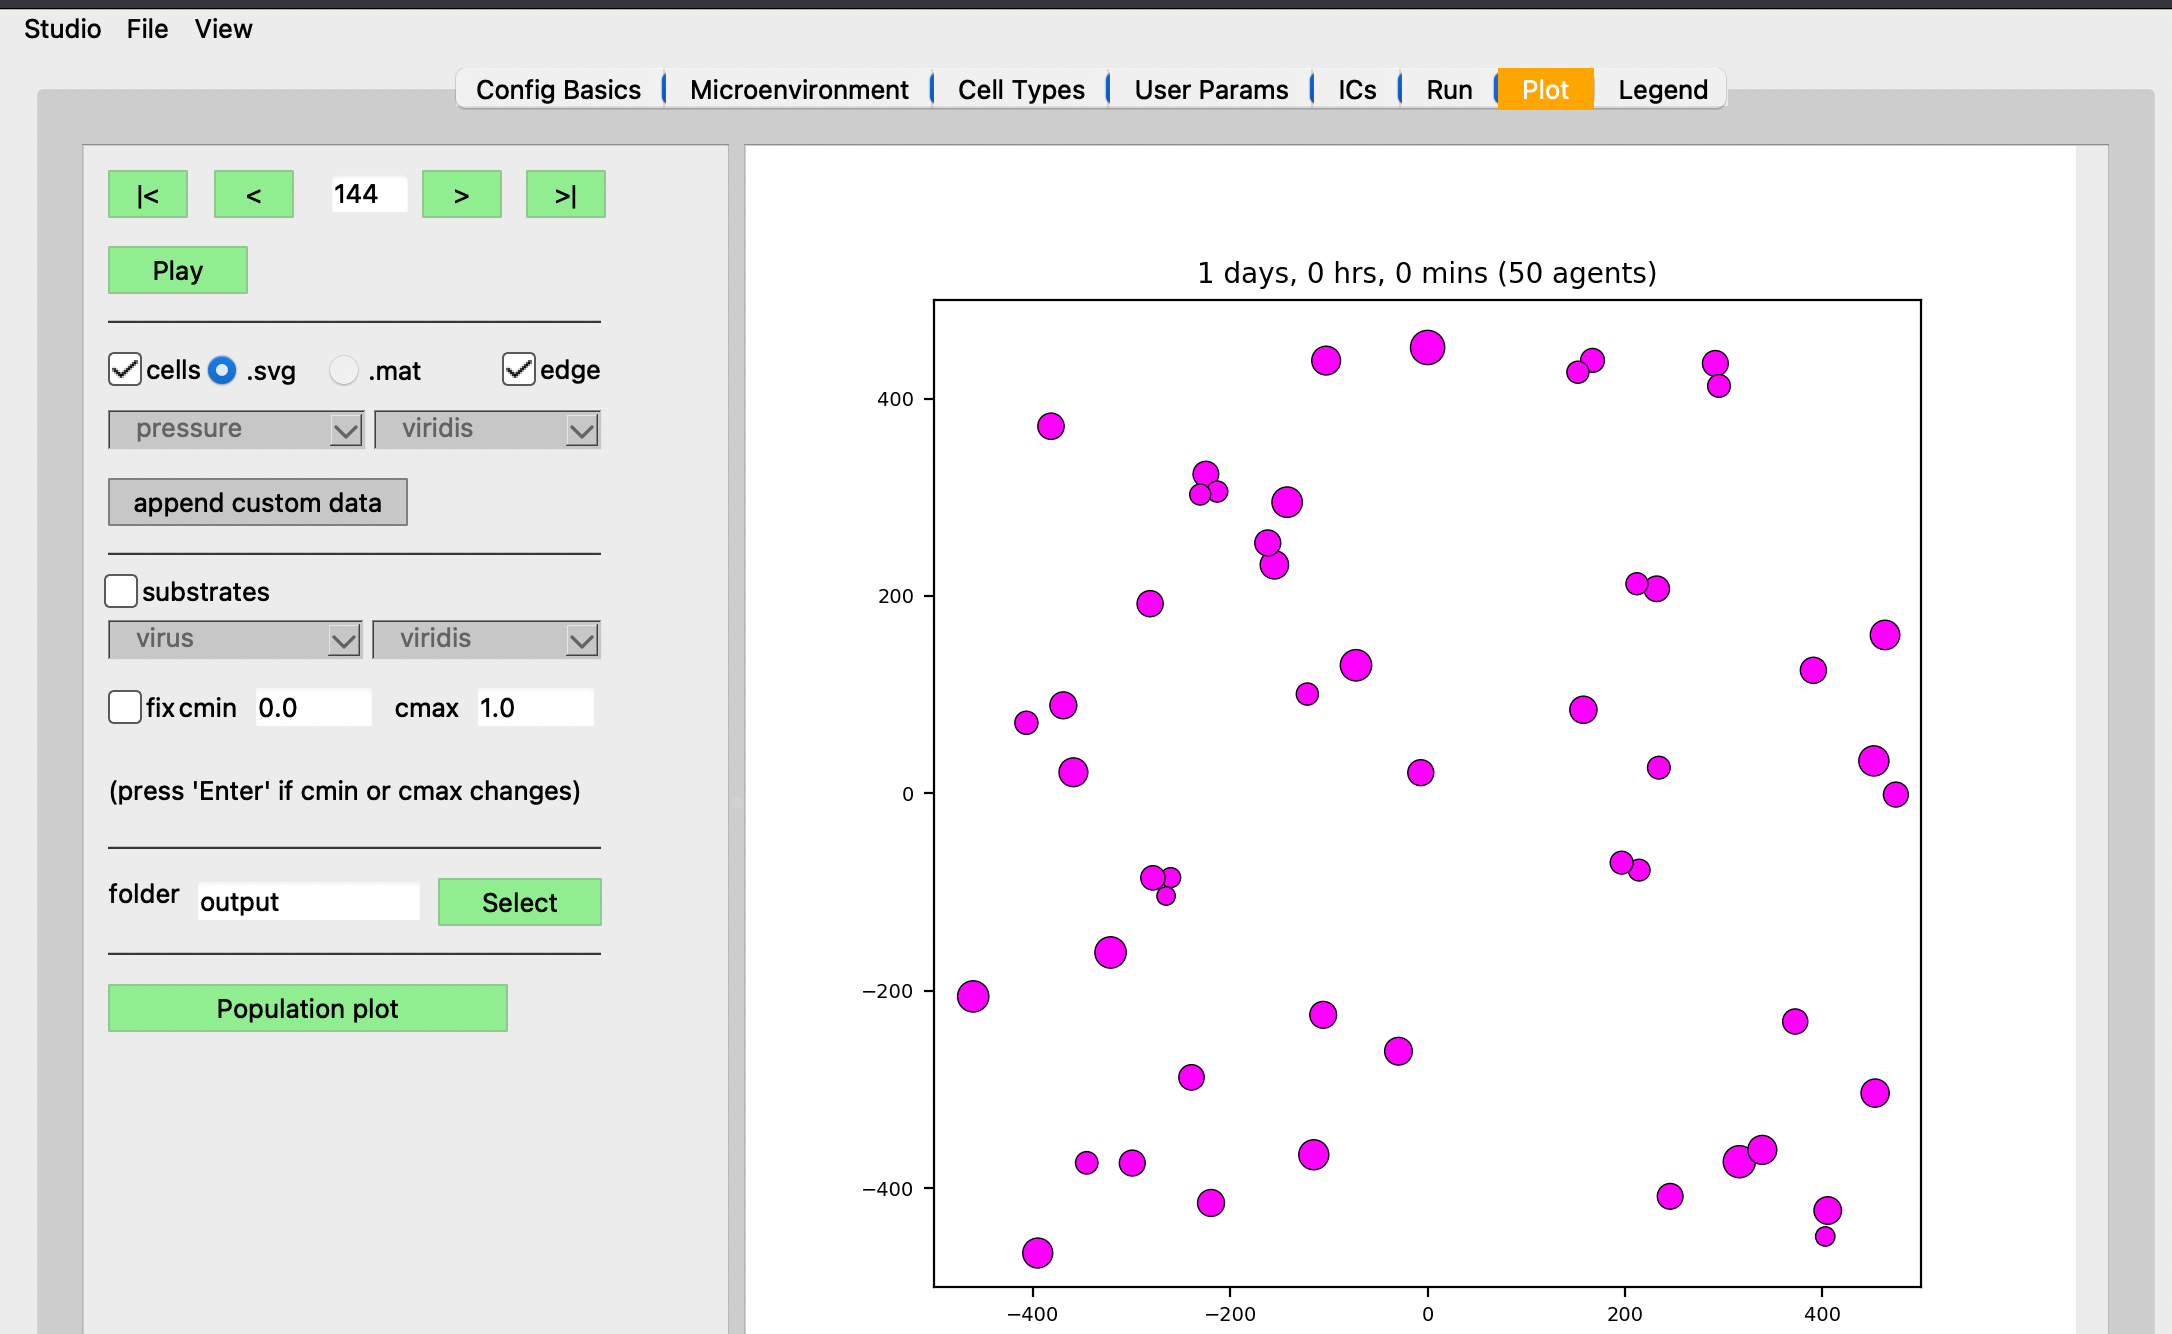 Studio File View
Config Basics Microenvironment Cell Types User Params ICs Run Plot Legend
|< < 144 > >|
Play
cells .svg .mat edge
pressure viridis
append custom data
substrates
virus viridis
fix cmin 0.0 cmax 1.0
(press 'Enter' if cmin or cmax changes)
folder output Select
Population plot
1 days, 0 hrs, 0 mins (50 agents)
400
200
0
−200
−400
−400 −200 0 200 400